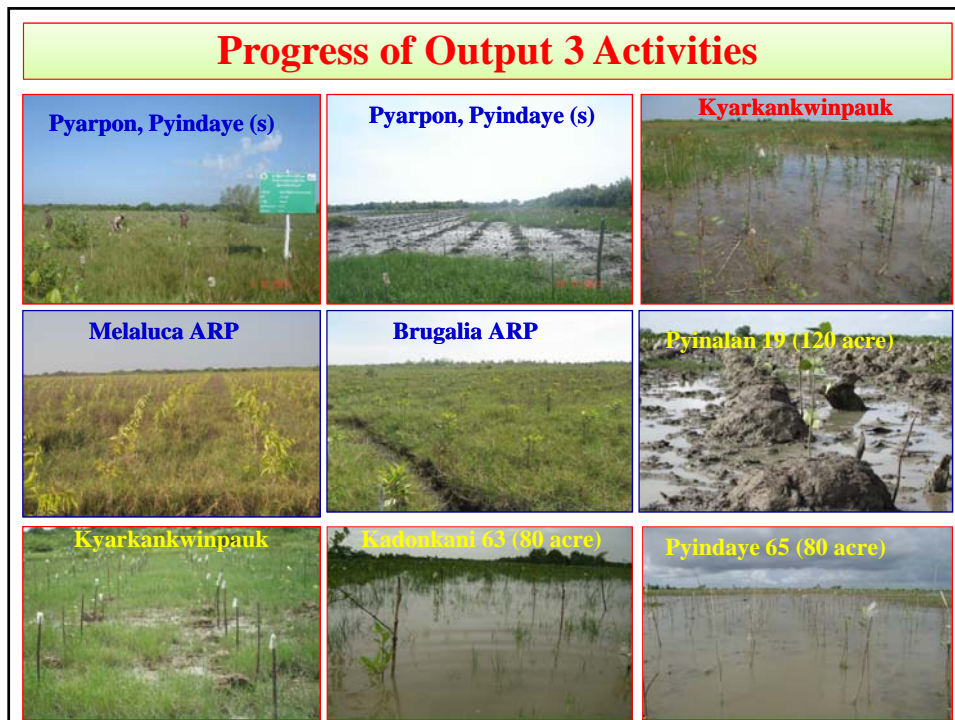 Progress of Output 3 Activities
Pyarpon, Pyindaye (s)
Pyarpon, Pyindaye (s)
Kyarkankwinpauk
Melaluca ARP
Brugalia ARP
Pyinalan 19 (120 acre)
Kyarkankwinpauk
Kadonkani 63 (80 acre)
Pyindaye 65 (80 acre)